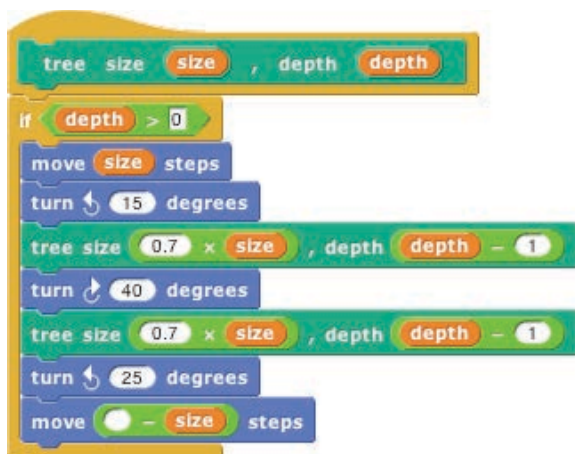 tree size size , depth depth
if depth > 0
move size steps
turn 15 degrees
tree size 0.7 × size , depth depth - 1
turn 40 degrees
tree size 0.7 × size , depth depth - 1
turn 25 degrees
move - size steps